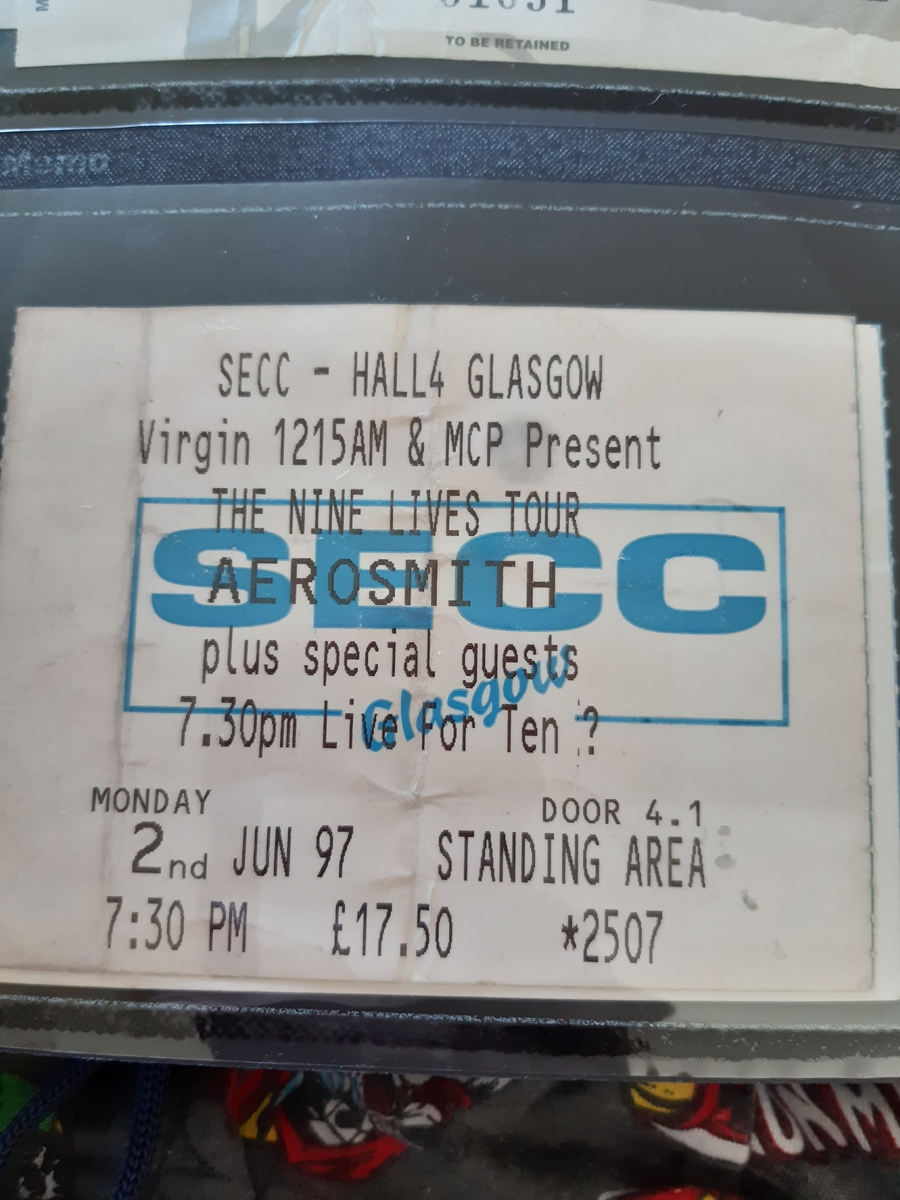 TO BE RETAINED
SECC - HALL4 GLASGOW
Virgin 1215AM & MCP Present
THE NINE LIVES TOUR
SECC
AEROSMITH
plus special guests
Glasgow
7.30pm Live For Ten ?
MONDAY
DOOR 4.1
2nd JUN 97 STANDING AREA
7:30 PM £17.50 *2507